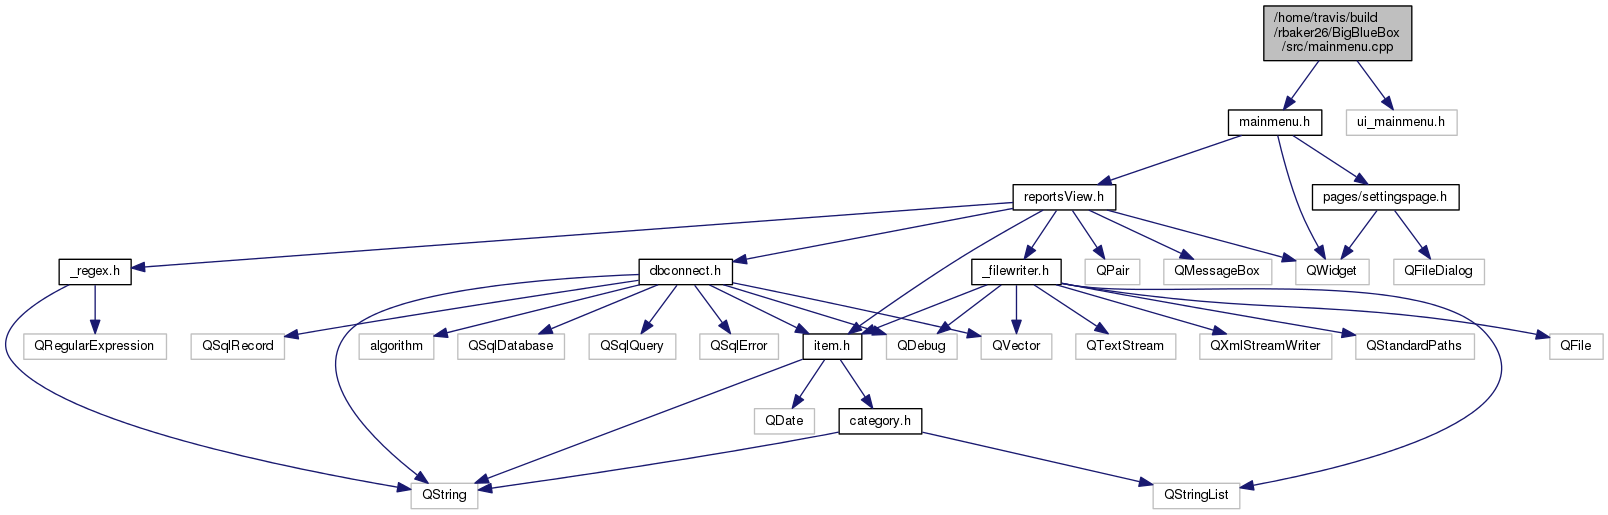 /home/travis/build
/rbaker26/BigBlueBox
/src/mainmenu.cpp
mainmenu.h
ui_mainmenu.h
reportsView.h
pages/settingspage.h
_regex.h
dbconnect.h
_filewriter.h
QPair
QMessageBox
QWidget
QFileDialog
QRegularExpression
QSqlRecord
algorithm
QSqlDatabase
QSqlQuery
QSqlError
item.h
QDebug
QVector
QTextStream
QXmlStreamWriter
QStandardPaths
QFile
QDate
category.h
QString
QStringList